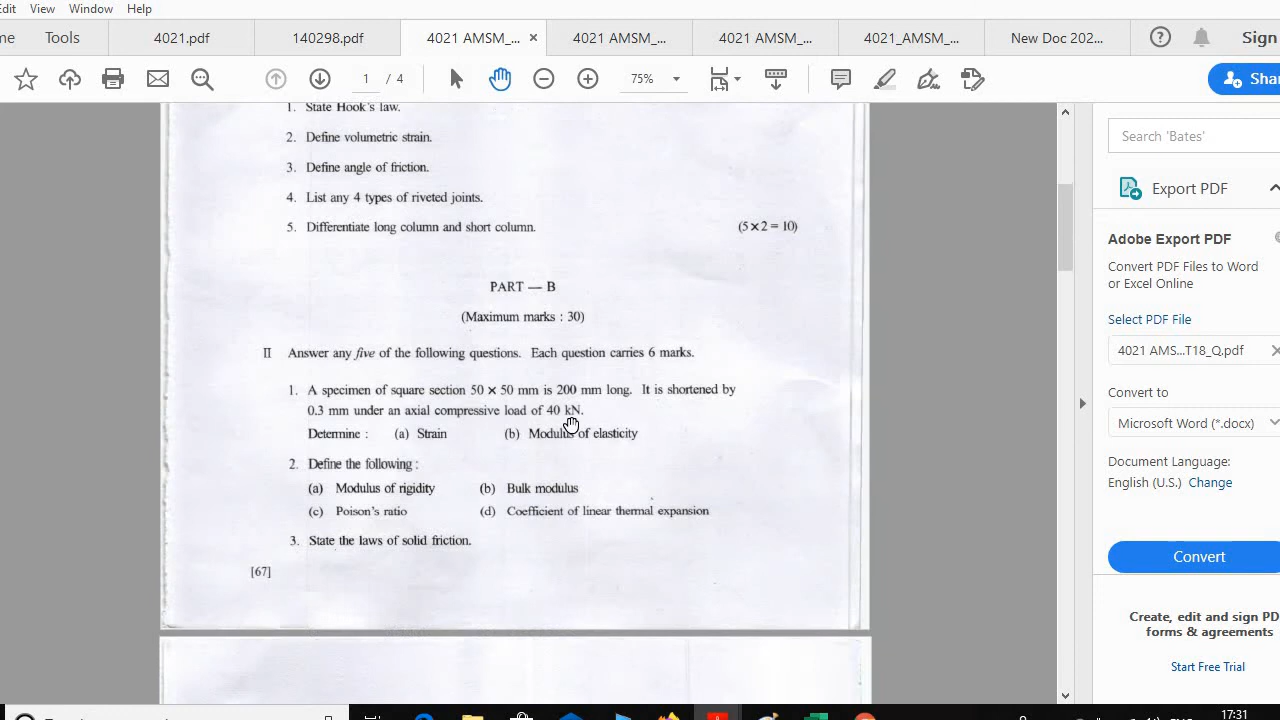 Edit View Window Help
me Tools 4021.pdf 140298.pdf 4021 AMSM_... × 4021 AMSM_... 4021 AMSM_... 4021_AMSM_... New Doc 202... Sign
1 / 4 75% Shar
1. State Hook's law.
2. Define volumetric strain.
3. Define angle of friction.
4. List any 4 types of riveted joints.
5. Differentiate long column and short column. (5 × 2 = 10)
PART — B
(Maximum marks : 30)
II Answer any five of the following questions. Each question carries 6 marks.
1. A specimen of square section 50 × 50 mm is 200 mm long. It is shortened by
0.3 mm under an axial compressive load of 40 kN.
Determine : (a) Strain (b) Modulus of elasticity
2. Define the following :
(a) Modulus of rigidity (b) Bulk modulus
(c) Poison's ratio (d) Coefficient of linear thermal expansion
3. State the laws of solid friction.
[67]
Search 'Bates'
Export PDF
Adobe Export PDF
Convert PDF Files to Word
or Excel Online
Select PDF File
4021 AMS...T18_Q.pdf ×
Convert to
Microsoft Word (*.docx)
Document Language:
English (U.S.) Change
Convert
Create, edit and sign PD
forms & agreements
Start Free Trial
17:31